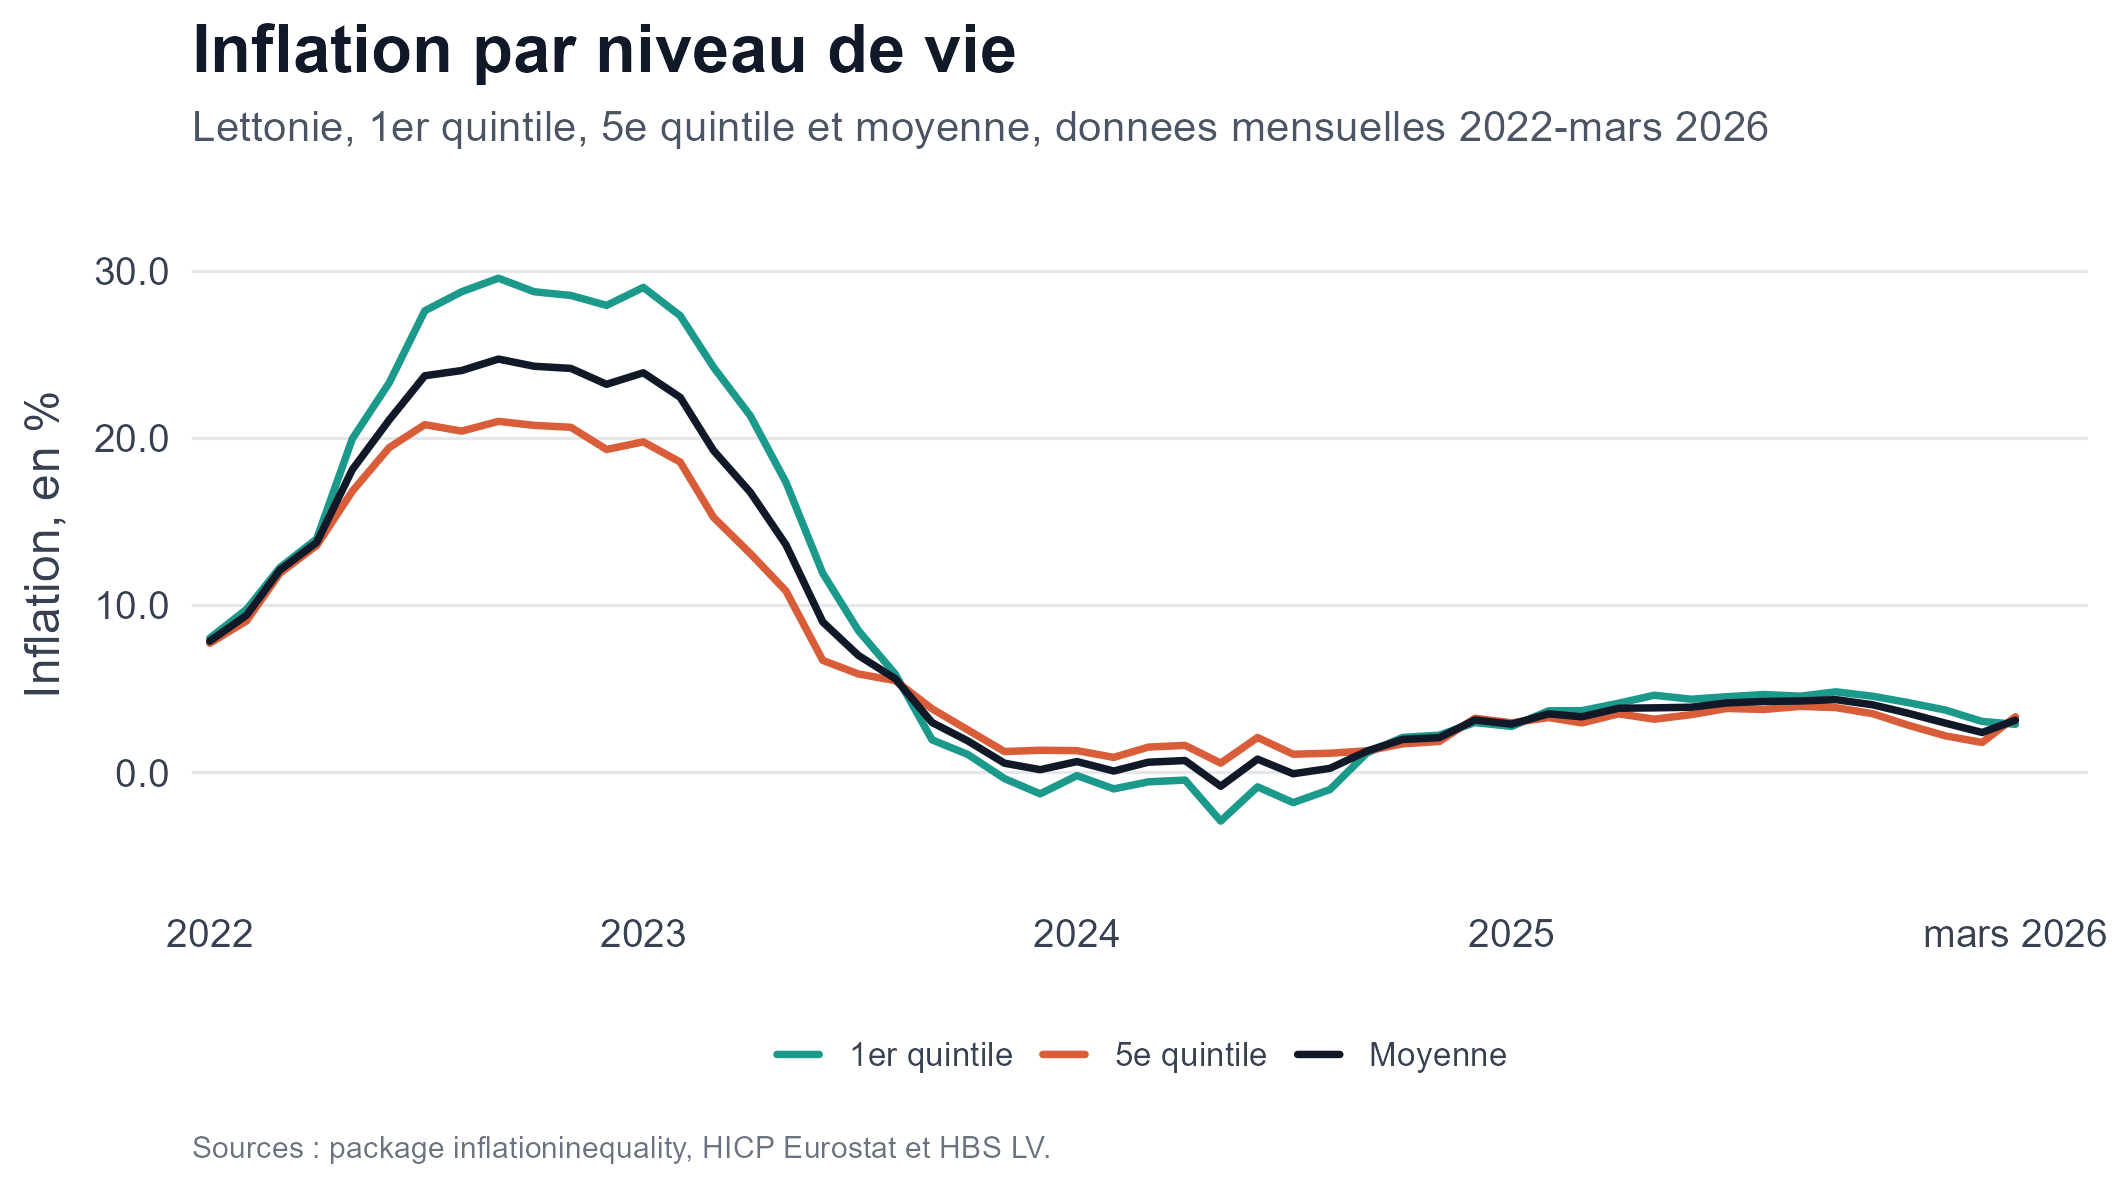 Inflation par niveau de vie
Lettonie, 1er quintile, 5e quintile et moyenne, donnees mensuelles 2022-mars 2026
Inflation, en %
30.0
20.0
10.0
0.0
2022 2023 2024 2025 mars 2026
1er quintile 5e quintile Moyenne
Sources : package inflationinequality, HICP Eurostat et HBS LV.